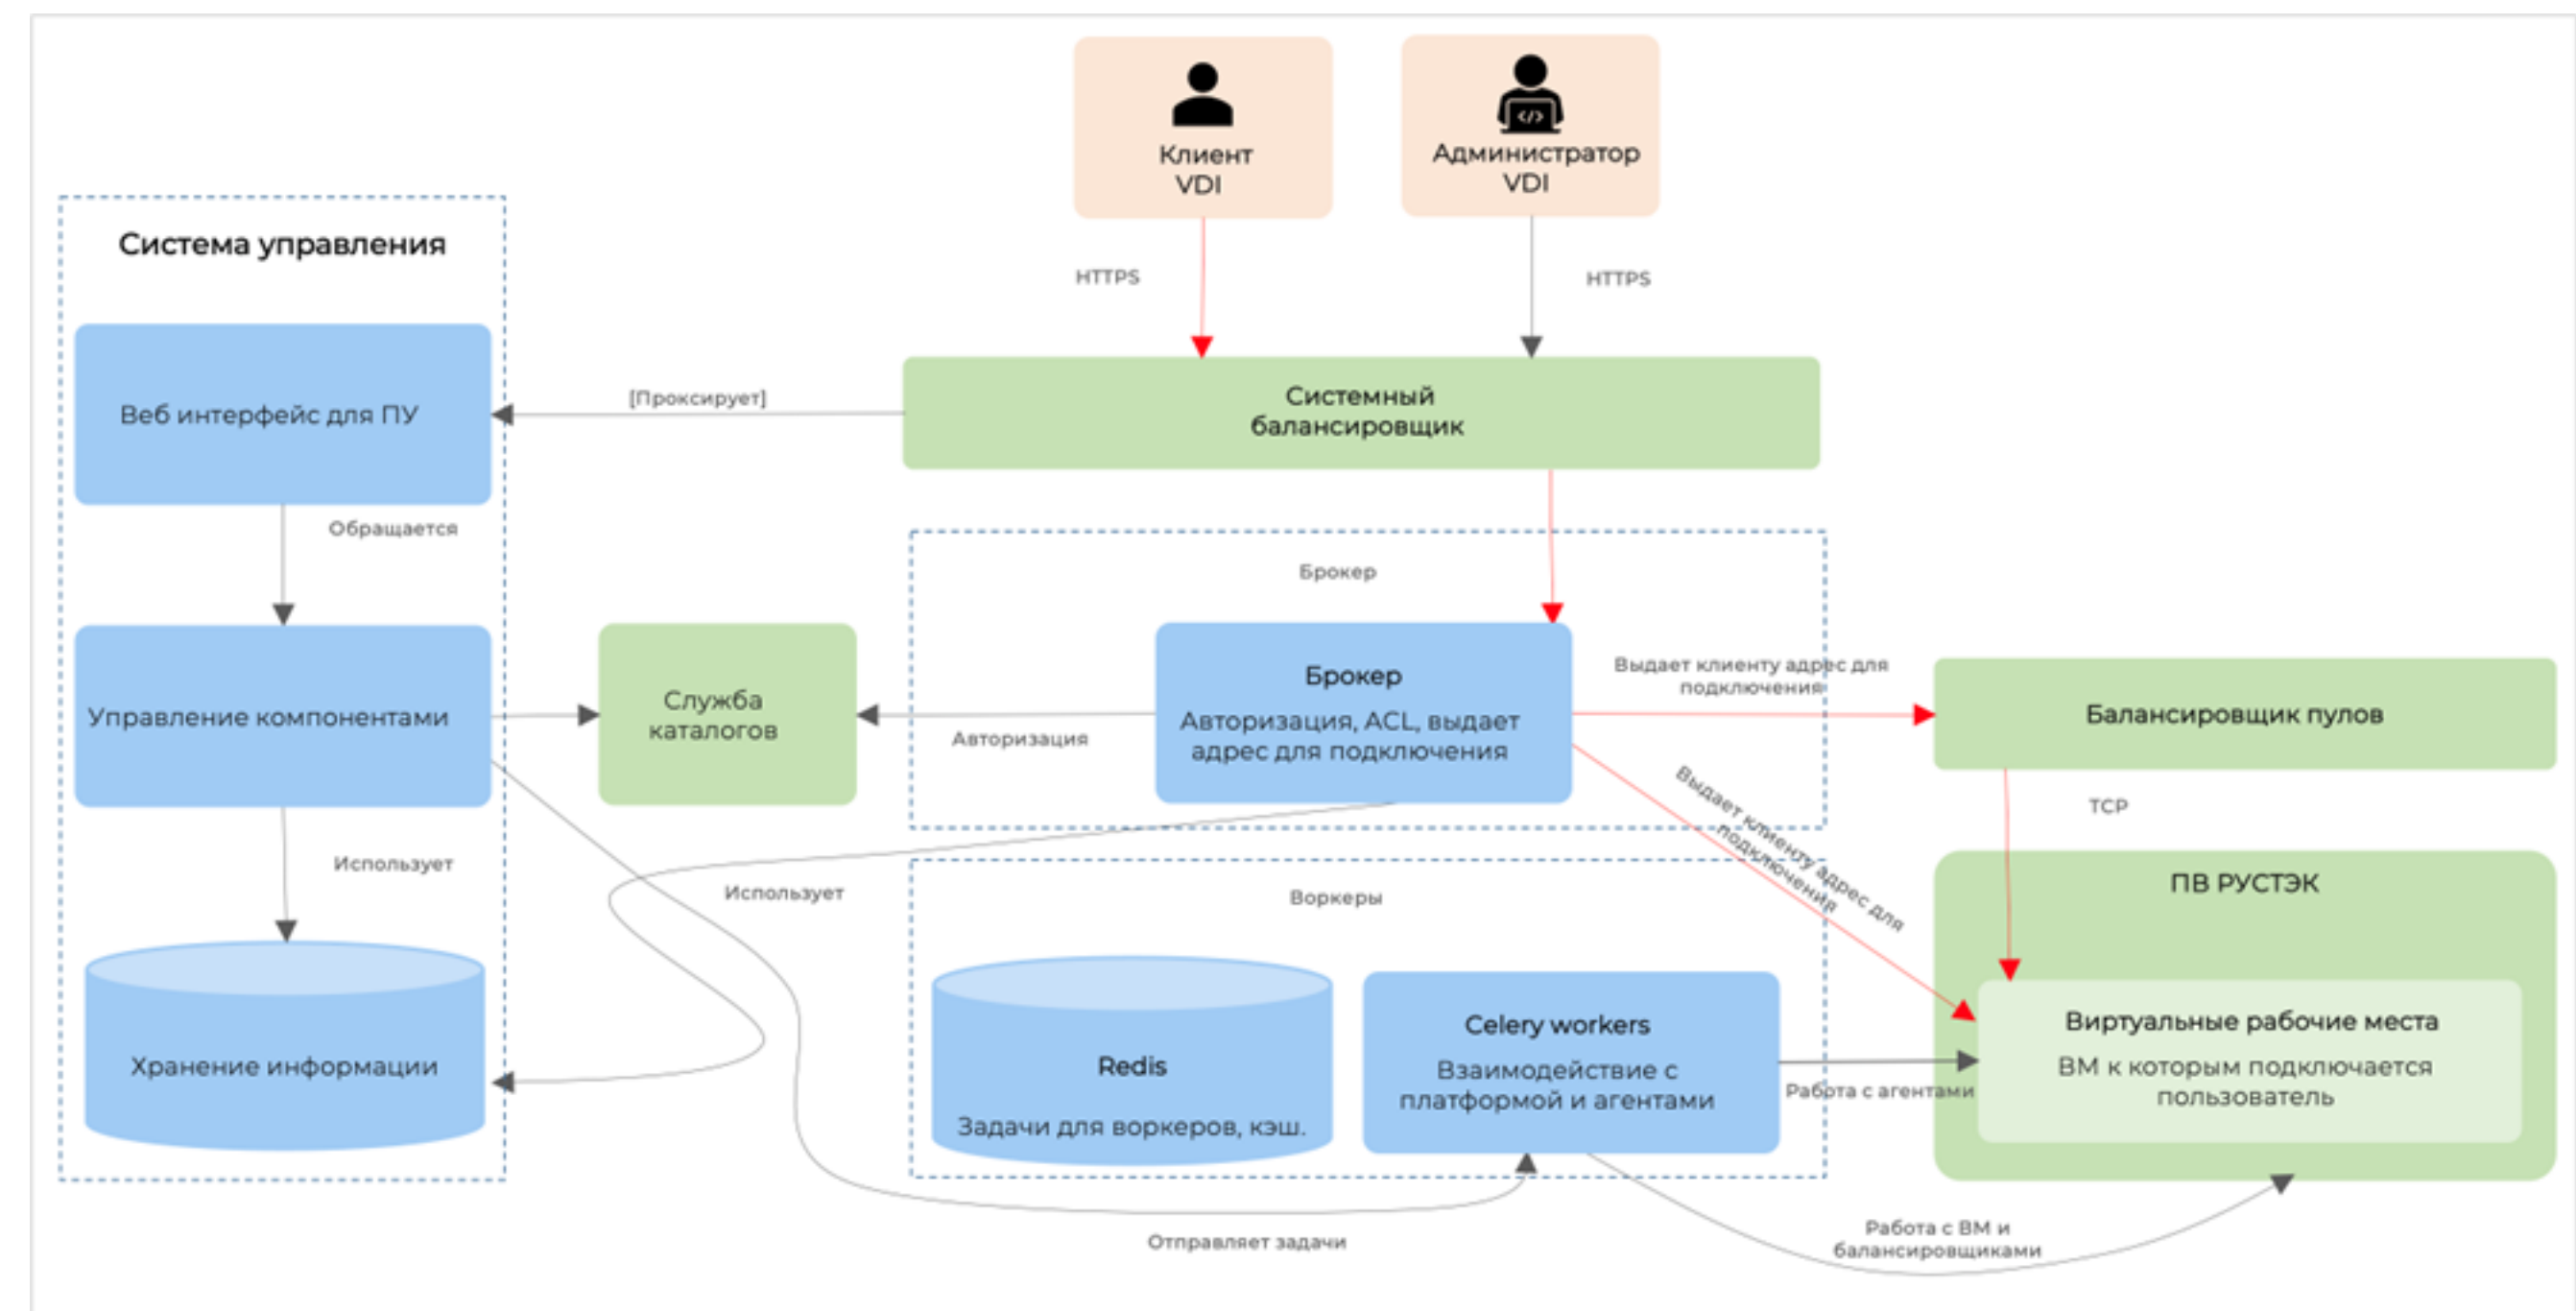 Клиент
VDI
Администратор
VDI
Система управления
HTTPS
HTTPS
Веб интерфейс для ПУ
[Проксирует]
Системный
балансировщик
Обращается
Брокер
Управление компонентами
Служба
каталогов
Авторизация
Брокер
Авторизация, ACL, выдает
адрес для подключения
Выдает клиенту адрес для
подключения
Балансировщик пулов
Выдает клиенту адрес для
подключения
TCP
Использует
Использует
Воркеры
ПВ РУСТЭК
Хранение информации
Redis
Задачи для воркеров, кэш.
Celery workers
Взаимодействие с
платформой и агентами
Работа с агентами
Виртуальные рабочие места
ВМ к которым подключается
пользователь
Отправляет задачи
Работа с ВМ и
балансировщиками